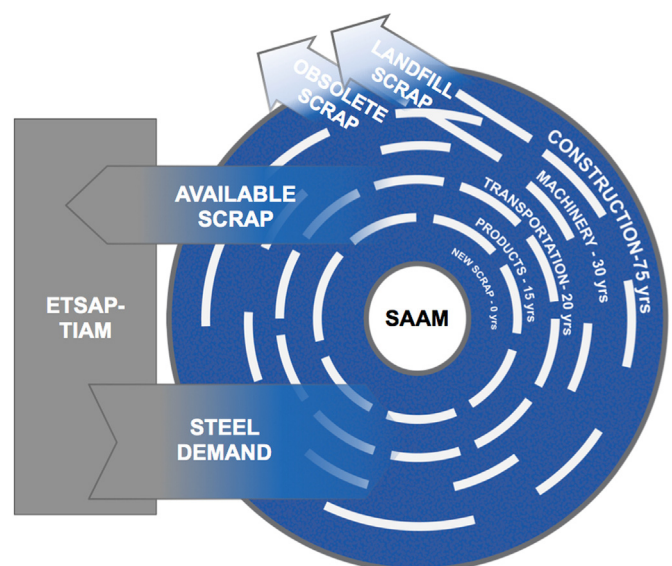 LANDFILL
SCRAP
OBSOLETE
SCRAP
CONSTRUCTION-75 yrs
MACHINERY - 30 yrs
TRANSPORTATION- 20 yrs
PRODUCTS - 15 yrs
NEW SCRAP - 0 yrs
AVAILABLE
SCRAP
ETSAP-
TIAM
SAAM
STEEL
DEMAND